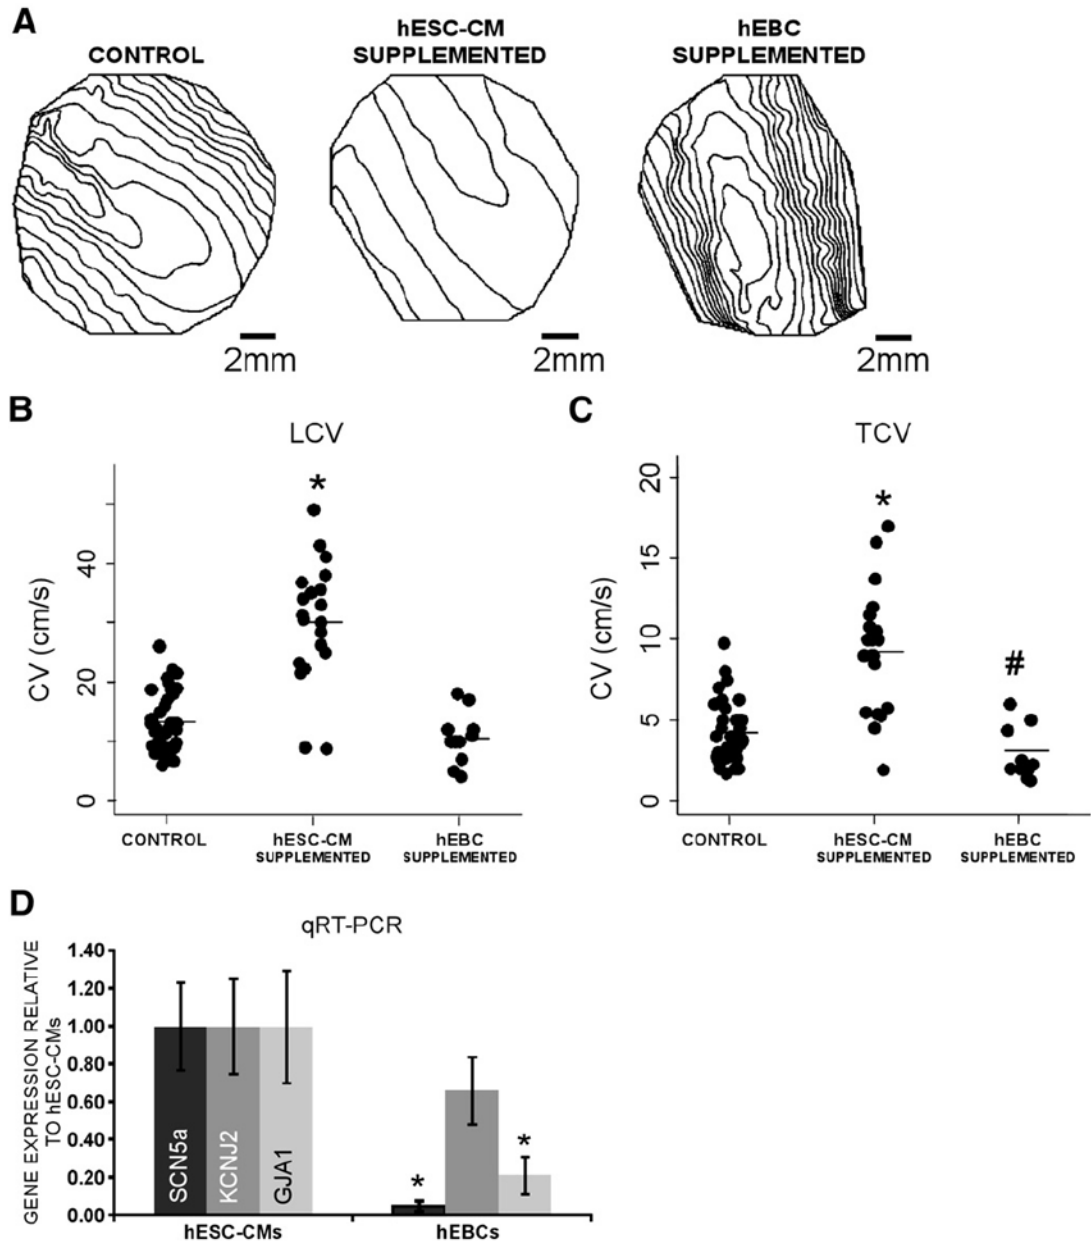 A
CONTROL
hESC-CM
SUPPLEMENTED
hEBC
SUPPLEMENTED
2mm
2mm
2mm
B
LCV
*
CV (cm/s)
40
20
0
CONTROL
hESC-CM
SUPPLEMENTED
hEBC
SUPPLEMENTED
C
TCV
*
#
CV (cm/s)
20
15
10
5
0
CONTROL
hESC-CM
SUPPLEMENTED
hEBC
SUPPLEMENTED
D
qRT-PCR
GENE EXPRESSION RELATIVE
TO hESC-CMs
1.40
1.20
1.00
0.80
0.60
0.40
0.20
0.00
SCN5a
KCNJ2
GJA1
*
*
hESC-CMs
hEBCs